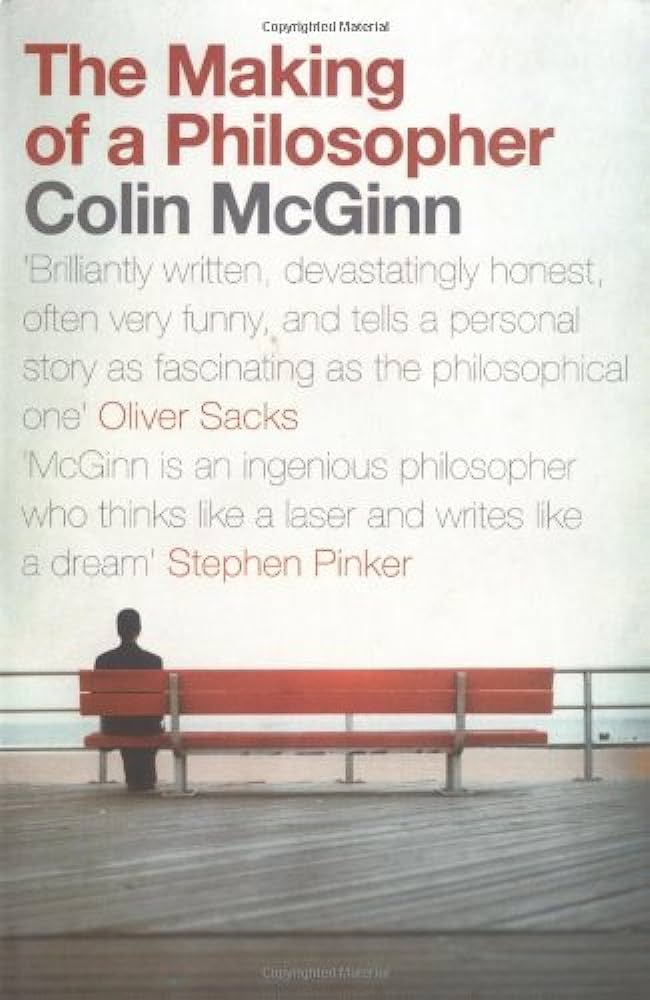 Copyrighted Material
The Making
of a Philosopher
Colin McGinn
'Brilliantly written, devastatingly honest,
often very funny, and tells a personal
story as fascinating as the philosophical
one' Oliver Sacks
'McGinn is an ingenious philosopher
who thinks like a laser and writes like
a dream' Stephen Pinker
Copyrighted Material